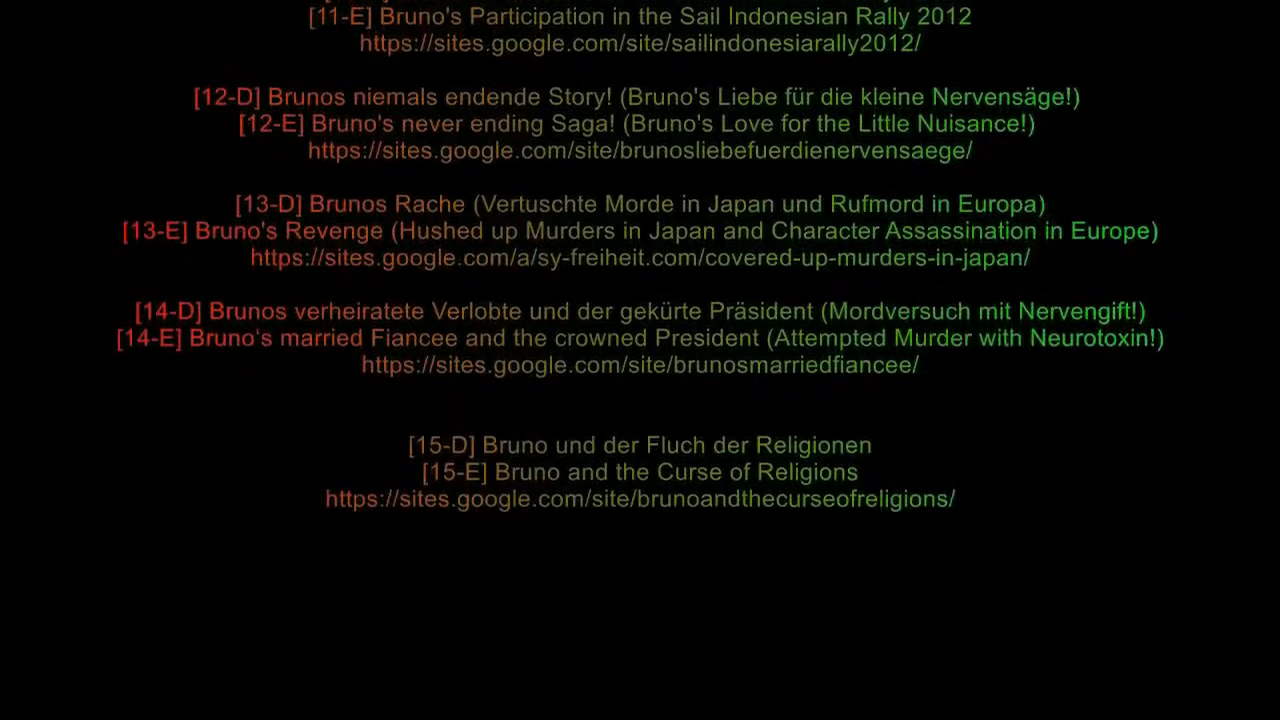 [11-E] Bruno's Participation in the Sail Indonesian Rally 2012
https://sites.google.com/site/sailindonesiarally2012/
[12-D] Brunos niemals endende Story! (Bruno's Liebe für die kleine Nervensäge!)
[12-E] Bruno's never ending Saga! (Bruno's Love for the Little Nuisance!)
https://sites.google.com/site/brunosliebefuerdienervensaege/
[13-D] Brunos Rache (Vertuschte Morde in Japan und Rufmord in Europa)
[13-E] Bruno's Revenge (Hushed up Murders in Japan and Character Assassination in Europe)
https://sites.google.com/a/sy-freiheit.com/covered-up-murders-in-japan/
[14-D] Brunos verheiratete Verlobte und der gekürte Präsident (Mordversuch mit Nervengift!)
[14-E] Bruno‘s married Fiancee and the crowned President (Attempted Murder with Neurotoxin!)
https://sites.google.com/site/brunosmarriedfiancee/
[15-D] Bruno und der Fluch der Religionen
[15-E] Bruno and the Curse of Religions
https://sites.google.com/site/brunoandthecurseofreligions/